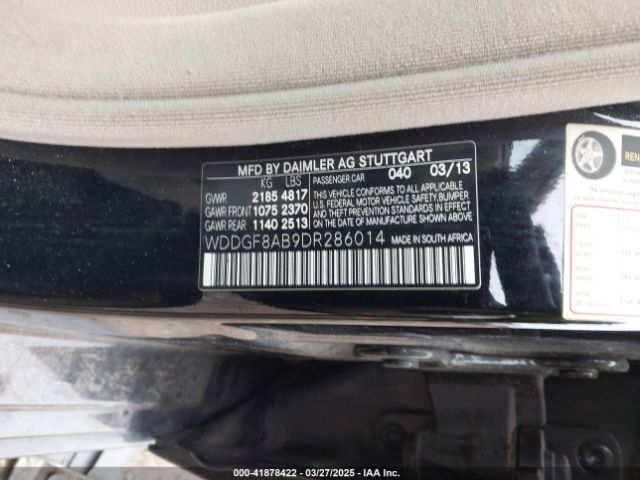 MFD BY DAIMLER AG STUTTGART
KG LBS PASSENGER CAR 040 03/13
GVWR 2185 4817
GAWR FRONT 1075 2370
GAWR REAR 1140 2513
THIS VEHICLE CONFORMS TO ALL APPLICABLE
U.S. FEDERAL MOTOR VEHICLE SAFETY, BUMPER,
AND THEFT PREVENTION STANDARDS IN EFFECT ON THE
DATE OF MANUFACTURE SHOWN ABOVE.
WDDGF8AB9DR286014 MADE IN SOUTH AFRICA
000-41878422 - 03/27/2025 - IAA Inc.